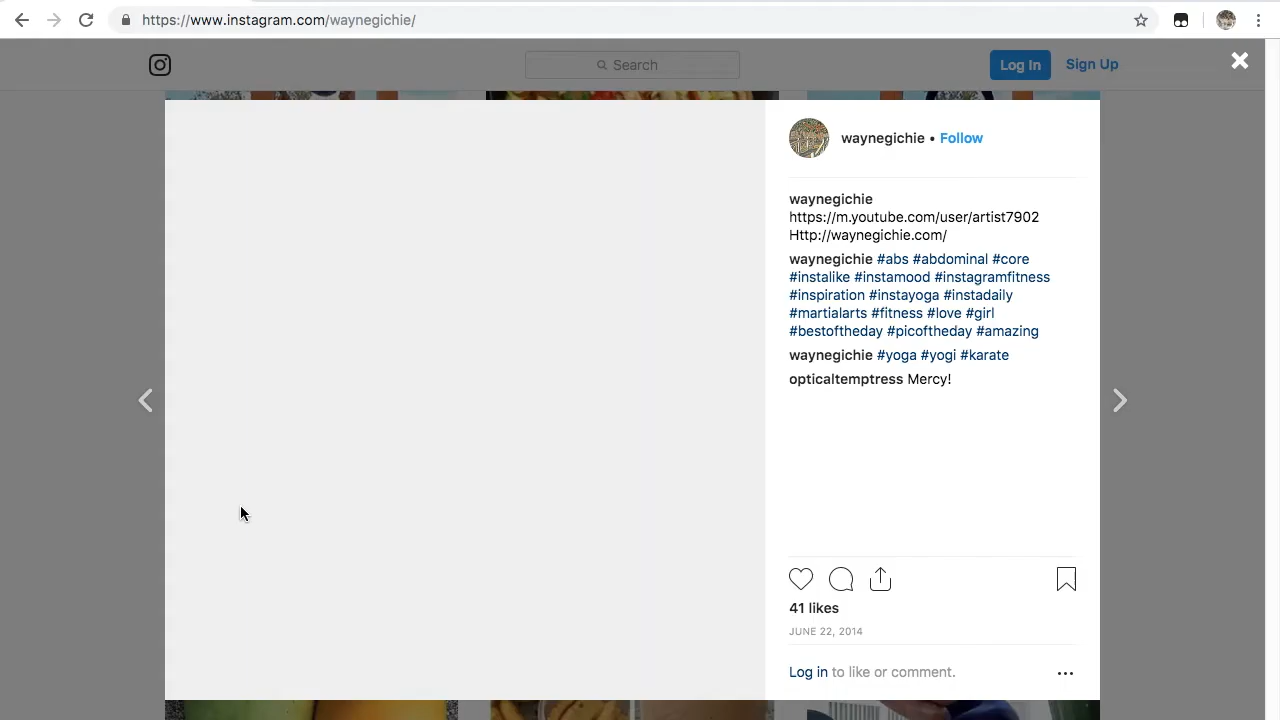 https://www.instagram.com/waynegichie/
Search
Log In
Sign Up
waynegichie • Follow
waynegichie
https://m.youtube.com/user/artist7902
Http://waynegichie.com/
waynegichie #abs #abdominal #core
#instalike #instamood #instagramfitness
#inspiration #instayoga #instadaily
#martialarts #fitness #love #girl
#bestoftheday #picoftheday #amazing
waynegichie #yoga #yogi #karate
opticaltemptress Mercy!
41 likes
JUNE 22, 2014
Log in to like or comment.